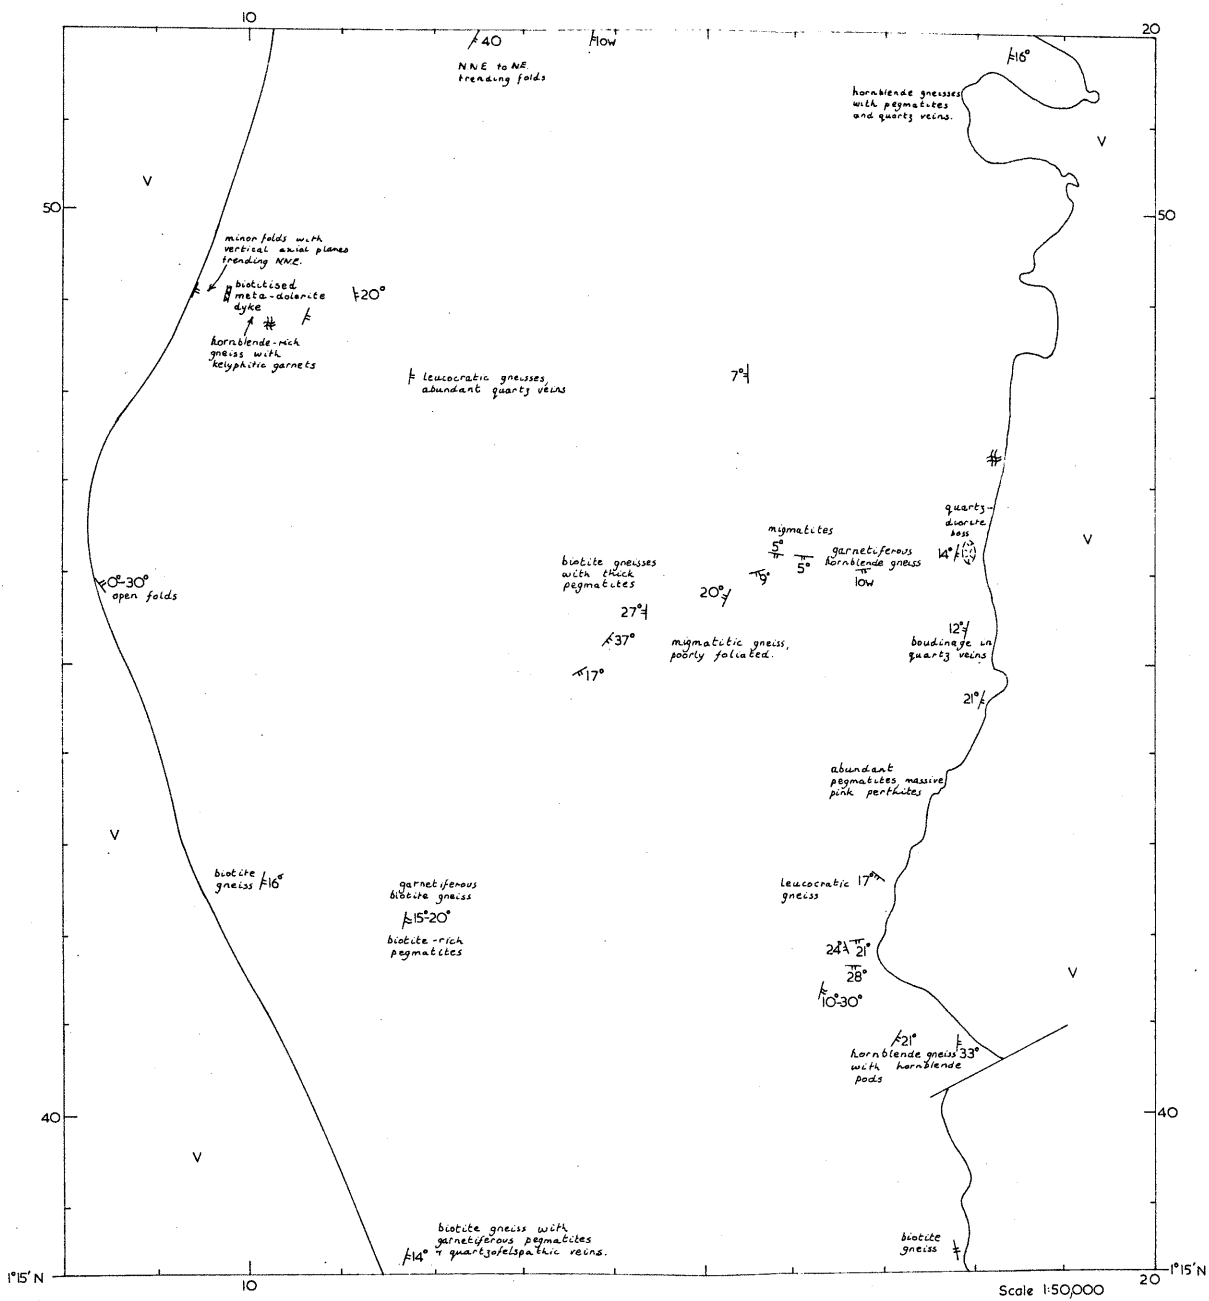 10
20
40
low
NNE to NE.
trending folds
16°
hornblende gneisses
with pegmatites
and quartz veins.
V
V
50
50
minor folds with
vertical axial planes
trending NNE.
biotitised
meta-dolerite
dyke
20°
hornblende-rich
gneiss with
kelyphitic garnets
leucocratic gneisses,
abundant quartz veins
7°
quartz-
diorite
boss
V
migmatites
5°
5°
garnetiferous
hornblende gneiss
low
14°
9°
biotite gneisses
with thick
pegmatites
20°
0°-30°
open folds
27°
37°
17°
migmatitic gneiss,
poorly foliated.
12°
boudinage in
quartz veins
21°
abundant
pegmatites, massive
pink perthites
V
biotite
gneiss
16°
garnetiferous
biotite gneiss
15°-20°
biotite-rich
pegmatites
leucocratic
gneiss
17°
24°
21°
28°
10°-30°
V
21°
33°
hornblende gneiss
with hornblende
pods
40
40
V
biotite gneiss with
garnetiferous pegmatites
+ quartzofelspathic veins.
14°
biotite
gneiss
1°15'N
10
20
1°15'N
Scale 1:50,000